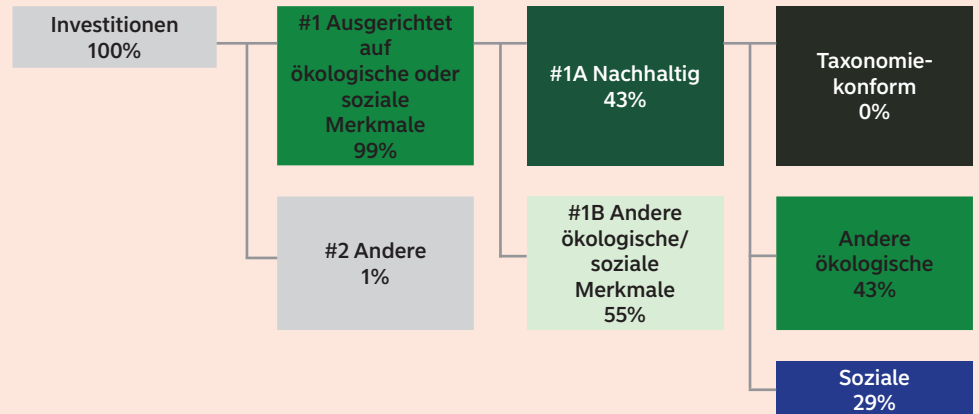 Investitionen
100%
#1 Ausgerichtet
auf
ökologische oder
soziale
Merkmale
99%
#1A Nachhaltig
43%
Taxonomie-
konform
0%
#2 Andere
1%
#1B Andere
ökologische/
soziale
Merkmale
55%
Andere
ökologische
43%
Soziale
29%